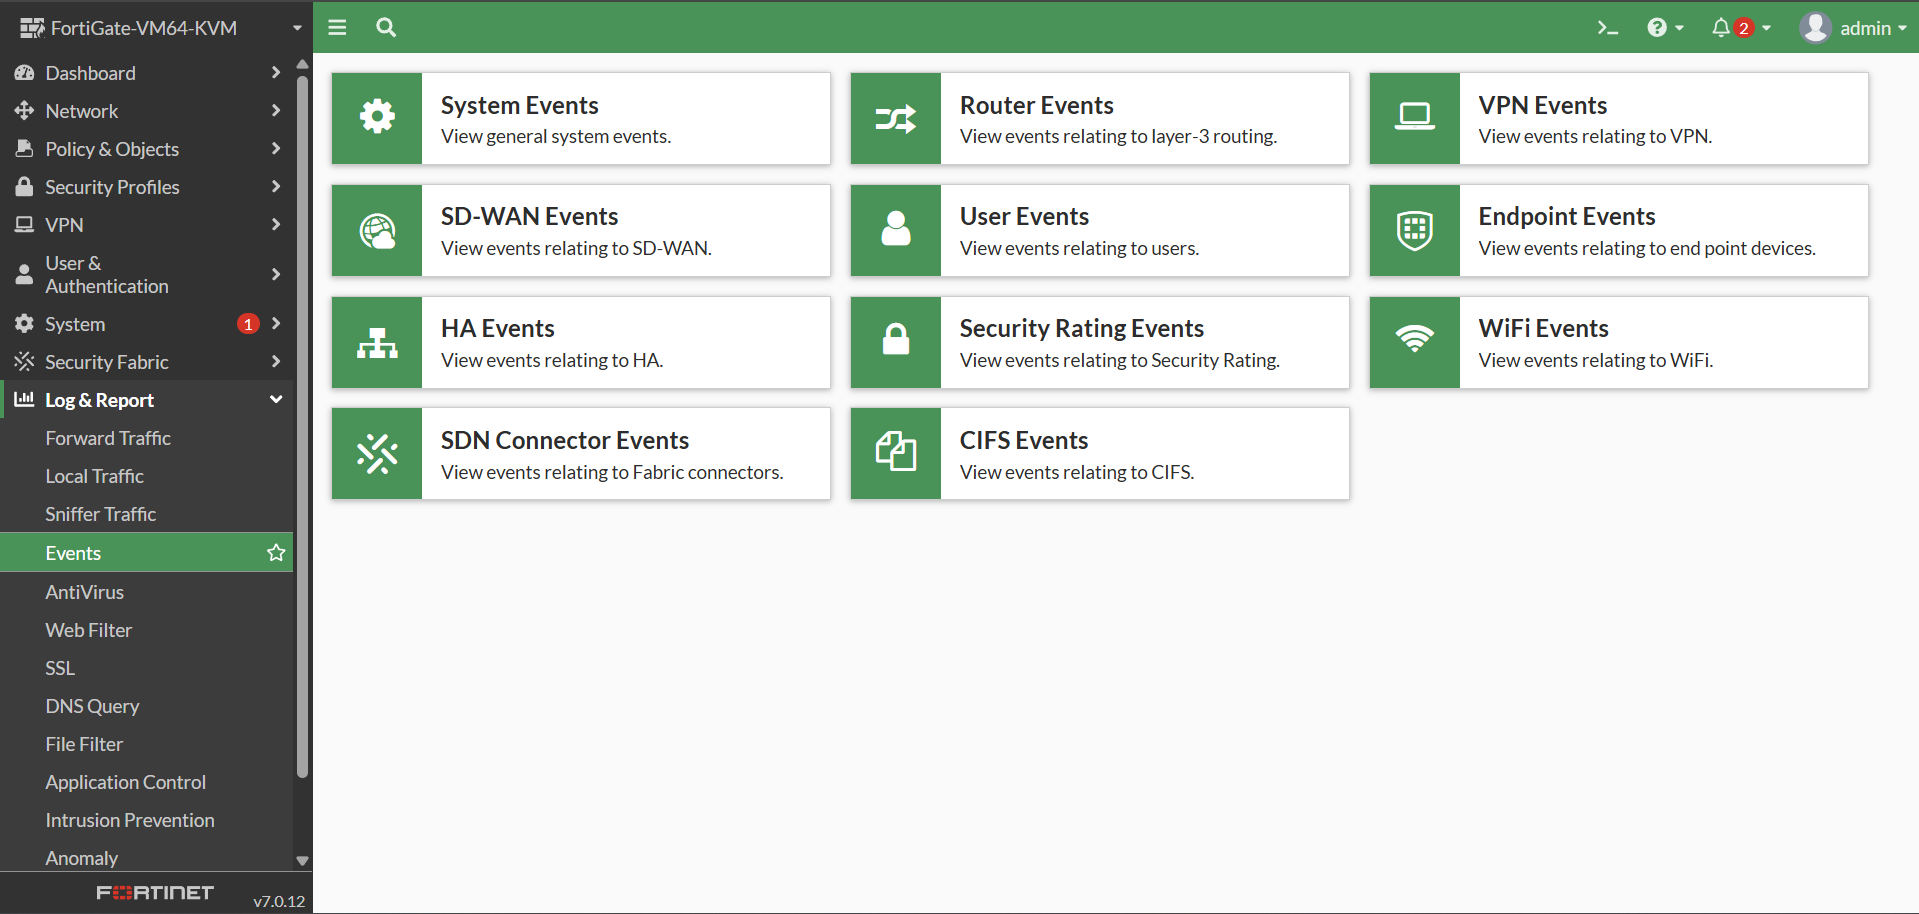 FortiGate-VM64-KVM
2
admin
Dashboard
Network
Policy & Objects
Security Profiles
VPN
User &
Authentication
System
1
Security Fabric
Log & Report
Forward Traffic
Local Traffic
Sniffer Traffic
Events
AntiVirus
Web Filter
SSL
DNS Query
File Filter
Application Control
Intrusion Prevention
Anomaly
FORTINET
v7.0.12
System Events
View general system events.
Router Events
View events relating to layer-3 routing.
VPN Events
View events relating to VPN.
SD-WAN Events
View events relating to SD-WAN.
User Events
View events relating to users.
Endpoint Events
View events relating to end point devices.
HA Events
View events relating to HA.
Security Rating Events
View events relating to Security Rating.
WiFi Events
View events relating to WiFi.
SDN Connector Events
View events relating to Fabric connectors.
CIFS Events
View events relating to CIFS.